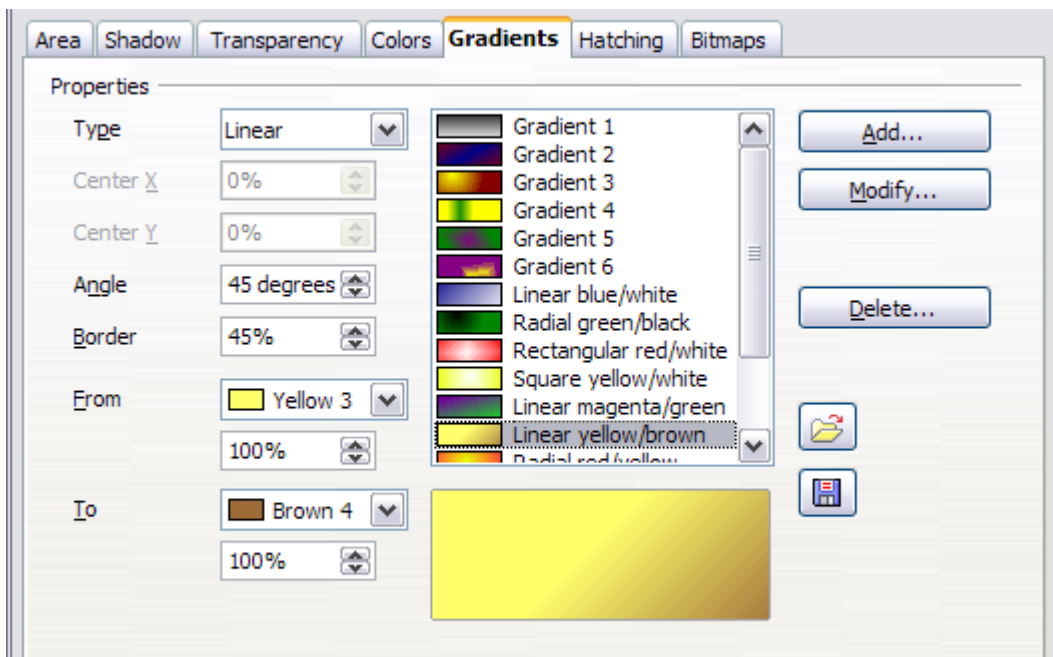 Area Shadow Transparency Colors Gradients Hatching Bitmaps
Properties
Type Linear
Center X 0%
Center Y 0%
Angle 45 degrees
Border 45%
From Yellow 3
100%
To Brown 4
100%
Gradient 1
Gradient 2
Gradient 3
Gradient 4
Gradient 5
Gradient 6
Linear blue/white
Radial green/black
Rectangular red/white
Square yellow/white
Linear magenta/green
Linear yellow/brown
Radial red/yellow
Add...
Modify...
Delete...